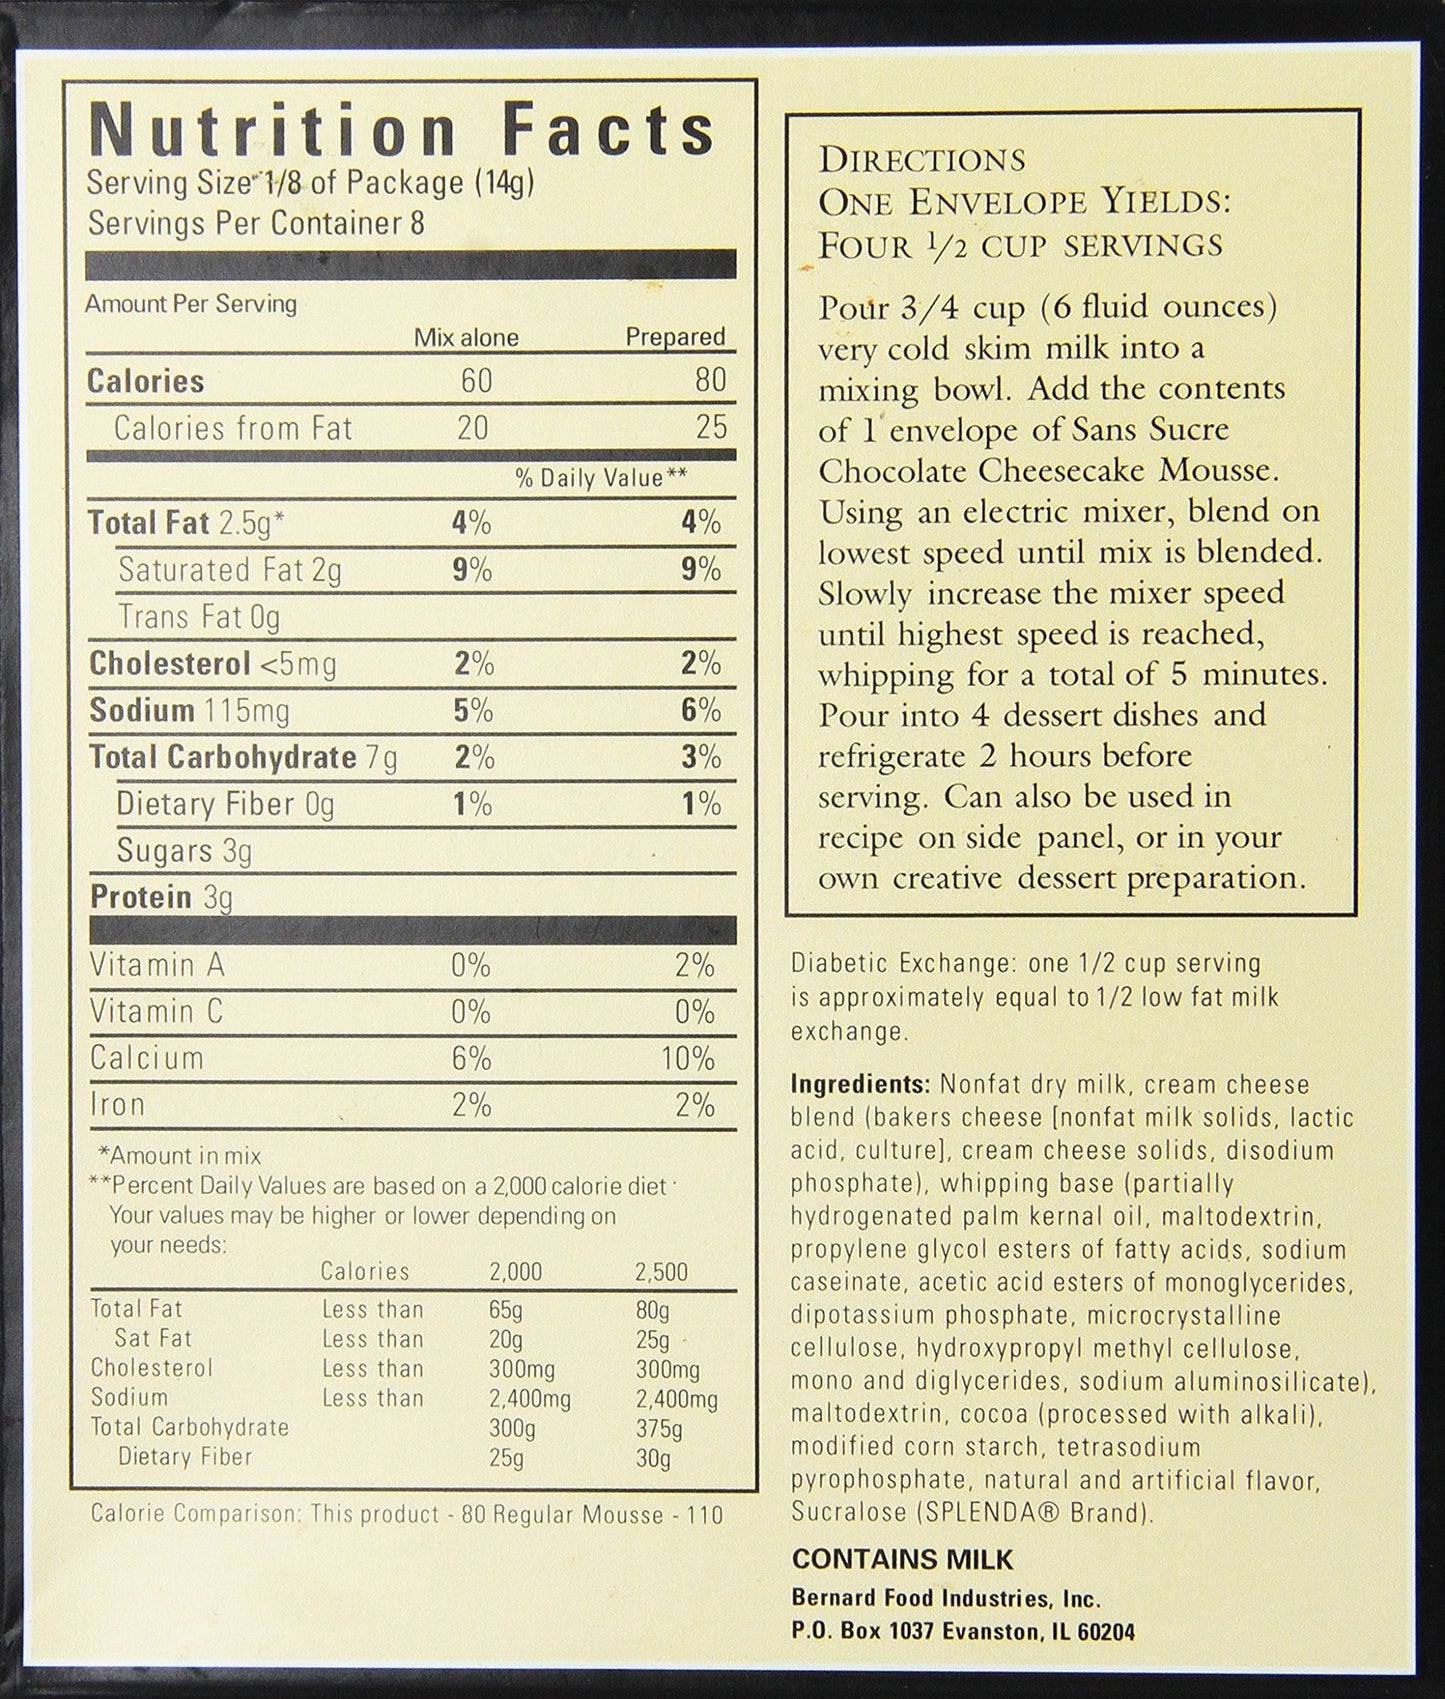 Nutrition Facts
Serving Size 1/8 of Package (14g)
Servings Per Container 8
Amount Per Serving
Mix alone Prepared
Calories 60 80
Calories from Fat 20 25
% Daily Value**
Total Fat 2.5g* 4% 4%
Saturated Fat 2g 9% 9%
Trans Fat 0g
Cholesterol <5mg 2% 2%
Sodium 115mg 5% 6%
Total Carbohydrate 7g 2% 3%
Dietary Fiber 0g 1% 1%
Sugars 3g
Protein 3g
Vitamin A 0% 2%
Vitamin C 0% 0%
Calcium 6% 10%
Iron 2% 2%
*Amount in mix
**Percent Daily Values are based on a 2,000 calorie diet
Your values may be higher or lower depending on
your needs:
Calories 2,000 2,500
Total Fat Less than 65g 80g
Sat Fat Less than 20g 25g
Cholesterol Less than 300mg 300mg
Sodium Less than 2,400mg 2,400mg
Total Carbohydrate 300g 375g
Dietary Fiber 25g 30g
Calorie Comparison: This product - 80 Regular Mousse - 110
DIRECTIONS
ONE ENVELOPE YIELDS:
FOUR 1/2 CUP SERVINGS
Pour 3/4 cup (6 fluid ounces)
very cold skim milk into a
mixing bowl. Add the contents
of 1 envelope of Sans Sucre
Chocolate Cheesecake Mousse.
Using an electric mixer, blend on
lowest speed until mix is blended.
Slowly increase the mixer speed
until highest speed is reached,
whipping for a total of 5 minutes.
Pour into 4 dessert dishes and
refrigerate 2 hours before
serving. Can also be used in
recipe on side panel, or in your
own creative dessert preparation.
Diabetic Exchange: one 1/2 cup serving
is approximately equal to 1/2 low fat milk
exchange.
Ingredients: Nonfat dry milk, cream cheese
blend (bakers cheese [nonfat milk solids, lactic
acid, culture], cream cheese solids, disodium
phosphate), whipping base (partially
hydrogenated palm kernal oil, maltodextrin,
propylene glycol esters of fatty acids, sodium
caseinate, acetic acid esters of monoglycerides,
dipotassium phosphate, microcrystalline
cellulose, hydroxypropyl methyl cellulose,
mono and diglycerides, sodium aluminosilicate),
maltodextrin, cocoa (processed with alkali),
modified corn starch, tetrasodium
pyrophosphate, natural and artificial flavor,
Sucralose (SPLENDA® Brand).
CONTAINS MILK
Bernard Food Industries, Inc.
P.O. Box 1037 Evanston, IL 60204